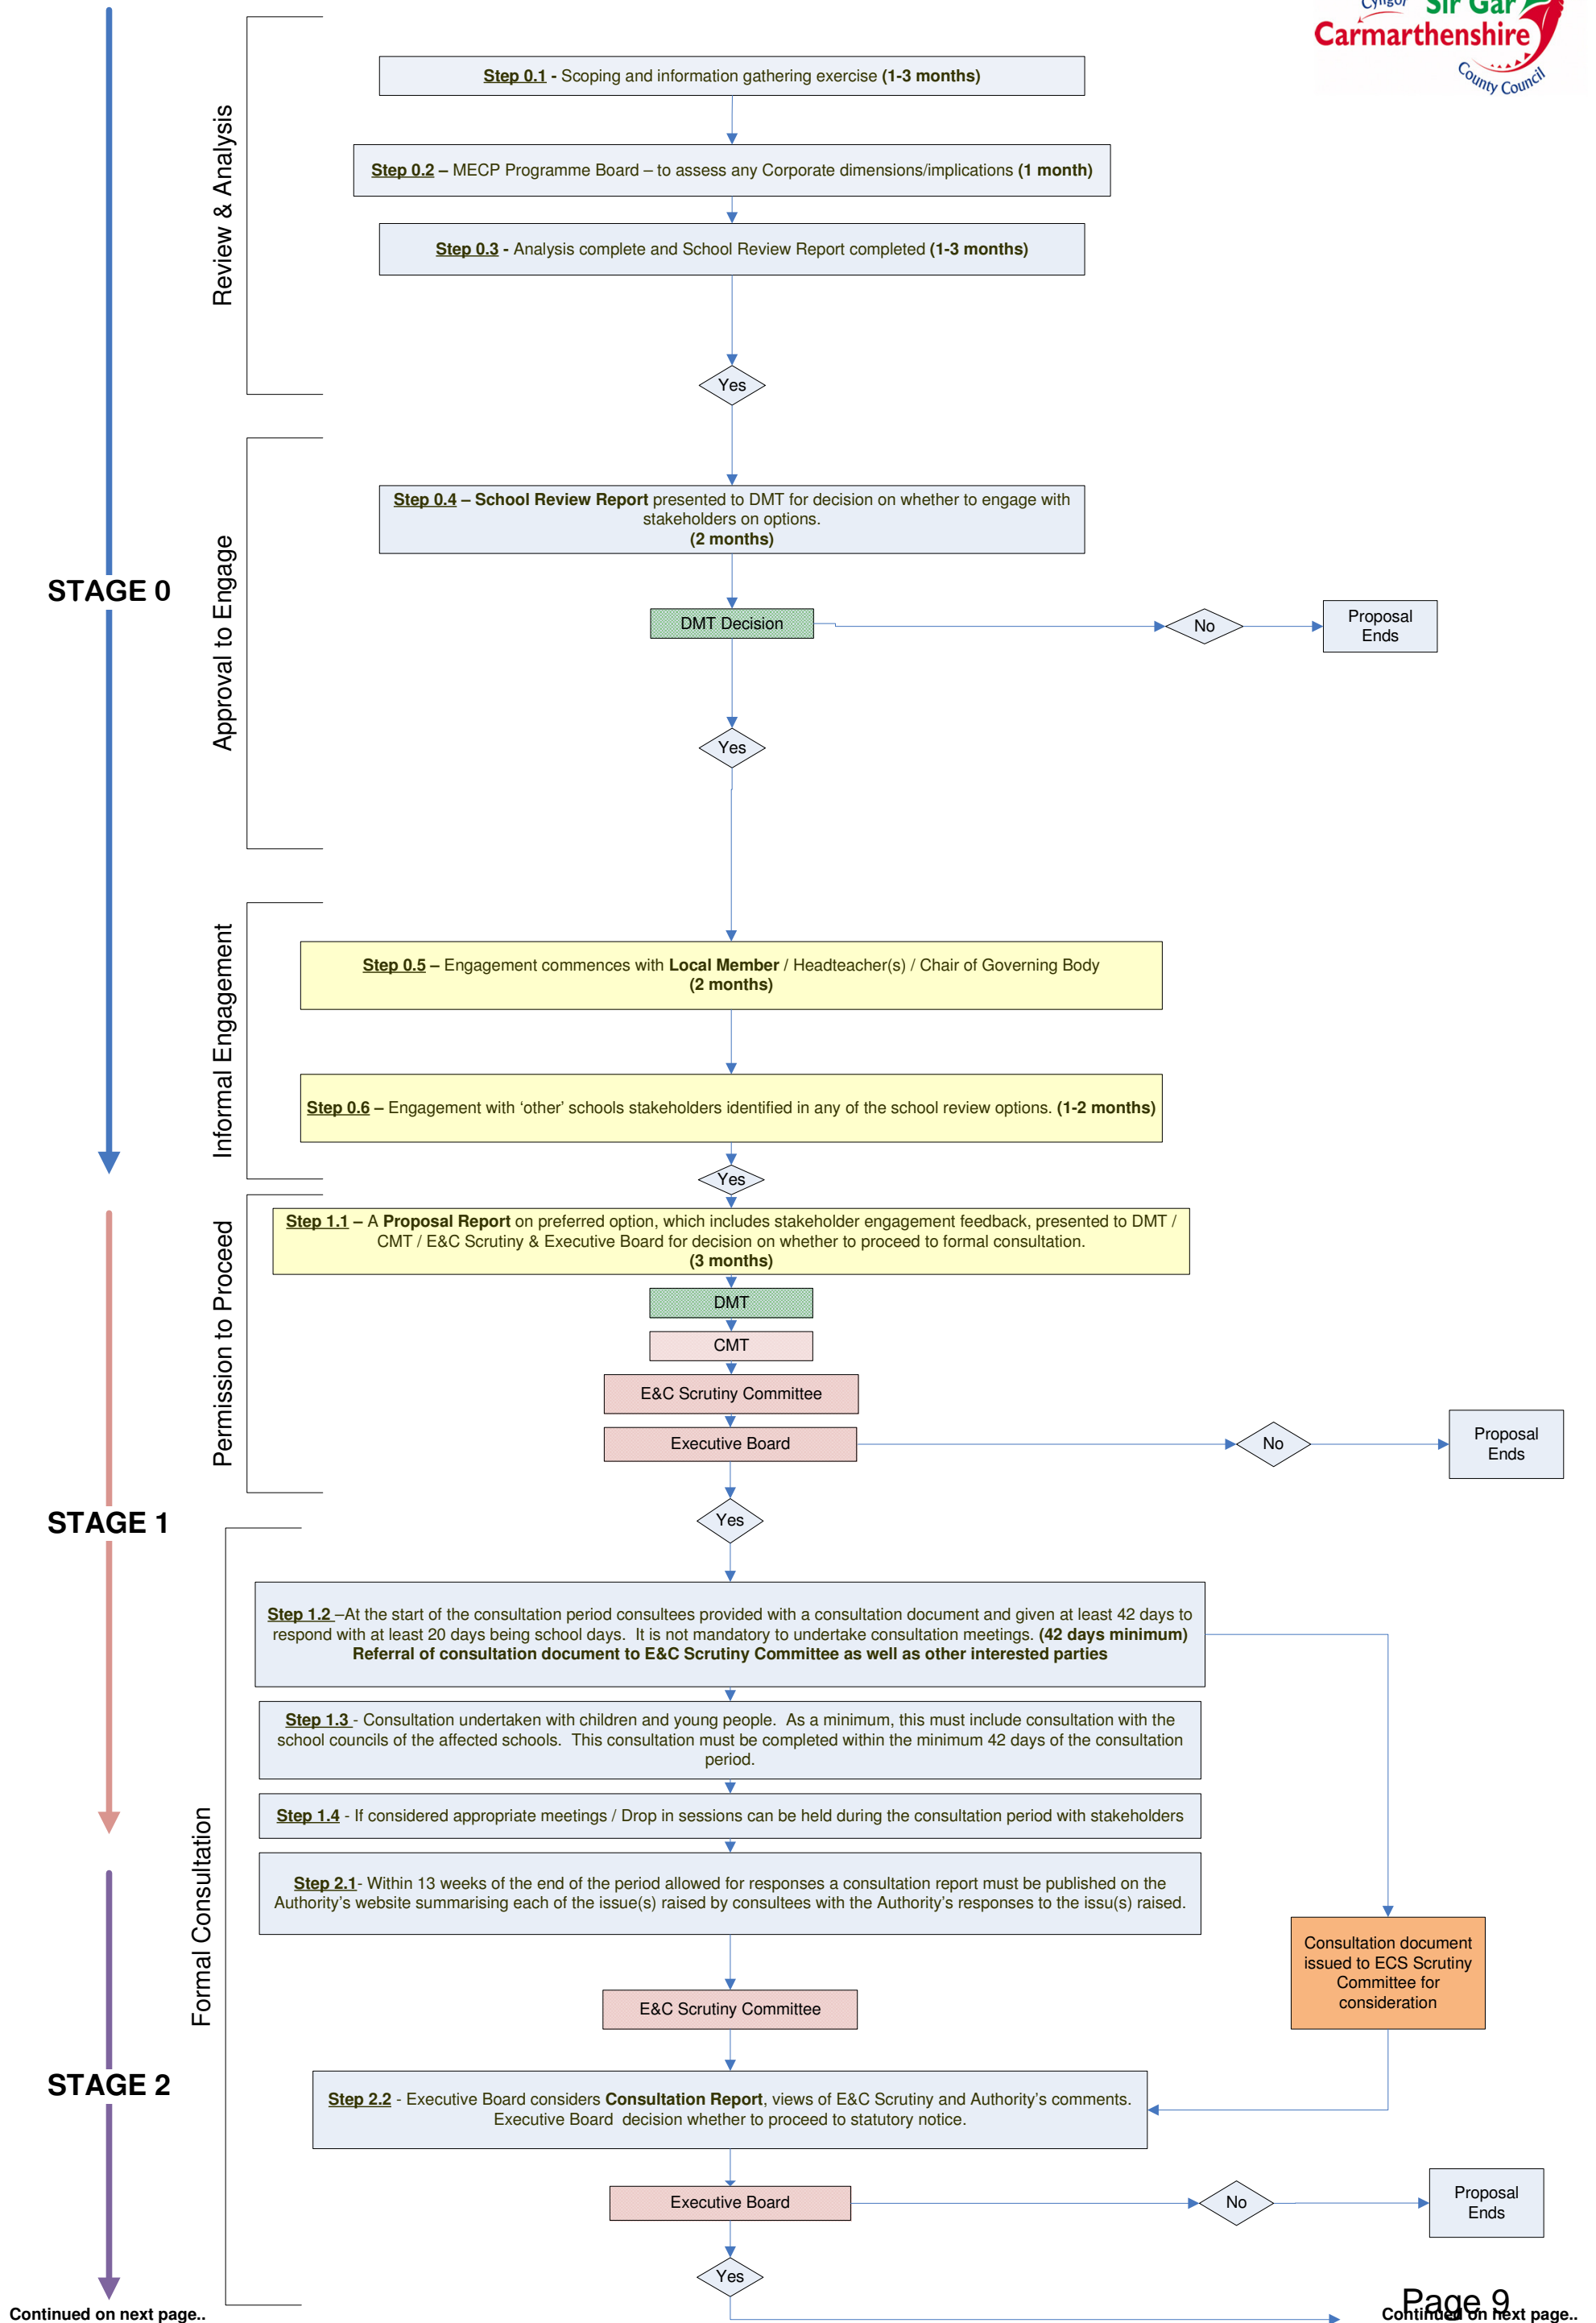 Cyngor Sir Gâr
Carmarthenshire
County Council
Review & Analysis
Step 0.1 - Scoping and information gathering exercise (1-3 months)
Step 0.2 – MECP Programme Board – to assess any Corporate dimensions/implications (1 month)
Step 0.3 - Analysis complete and School Review Report completed (1-3 months)
Yes
STAGE 0
Approval to Engage
Step 0.4 – School Review Report presented to DMT for decision on whether to engage with
stakeholders on options.
(2 months)
DMT Decision
No
Proposal
Ends
Yes
Informal Engagement
Step 0.5 – Engagement commences with Local Member / Headteacher(s) / Chair of Governing Body
(2 months)
Step 0.6 – Engagement with ‘other’ schools stakeholders identified in any of the school review options. (1-2 months)
Yes
Permission to Proceed
Step 1.1 – A Proposal Report on preferred option, which includes stakeholder engagement feedback, presented to DMT /
CMT / E&C Scrutiny & Executive Board for decision on whether to proceed to formal consultation.
(3 months)
DMT
CMT
E&C Scrutiny Committee
Executive Board
No
Proposal
Ends
Yes
STAGE 1
Formal Consultation
Step 1.2 –At the start of the consultation period consultees provided with a consultation document and given at least 42 days to
respond with at least 20 days being school days. It is not mandatory to undertake consultation meetings. (42 days minimum)
Referral of consultation document to E&C Scrutiny Committee as well as other interested parties
Step 1.3 - Consultation undertaken with children and young people. As a minimum, this must include consultation with the
school councils of the affected schools. This consultation must be completed within the minimum 42 days of the consultation
period.
Step 1.4 - If considered appropriate meetings / Drop in sessions can be held during the consultation period with stakeholders
Step 2.1- Within 13 weeks of the end of the period allowed for responses a consultation report must be published on the
Authority’s website summarising each of the issue(s) raised by consultees with the Authority’s responses to the issu(s) raised.
Consultation document
issued to ECS Scrutiny
Committee for
consideration
E&C Scrutiny Committee
STAGE 2
Step 2.2 - Executive Board considers Consultation Report, views of E&C Scrutiny and Authority’s comments.
Executive Board decision whether to proceed to statutory notice.
Executive Board
No
Proposal
Ends
Yes
Page 9
Continued on next page..
Continued on next page..